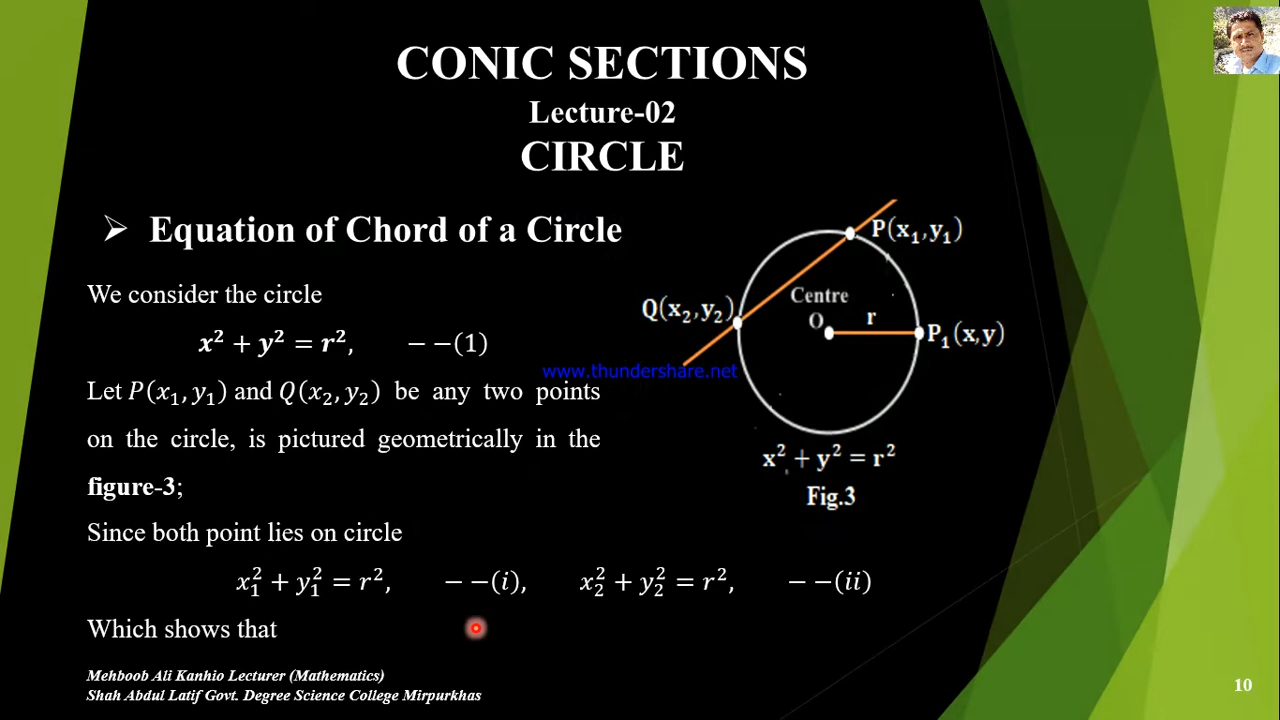 CONIC SECTIONS
Lecture-02
CIRCLE
➢ Equation of Chord of a Circle
We consider the circle
x² + y² = r², − −(1)
Let P(x₁, y₁) and Q(x₂, y₂) be any two points
on the circle, is pictured geometrically in the
figure-3;
Since both point lies on circle
x₁² + y₁² = r², − −(i), x₂² + y₂² = r², − −(ii)
Which shows that
P(x₁,y₁)
Q(x₂,y₂)
Centre
O
r
P₁(x,y)
x² + y² = r²
Fig.3
www.thundershare.net
Mehboob Ali Kanhio Lecturer (Mathematics)
Shah Abdul Latif Govt. Degree Science College Mirpurkhas
10